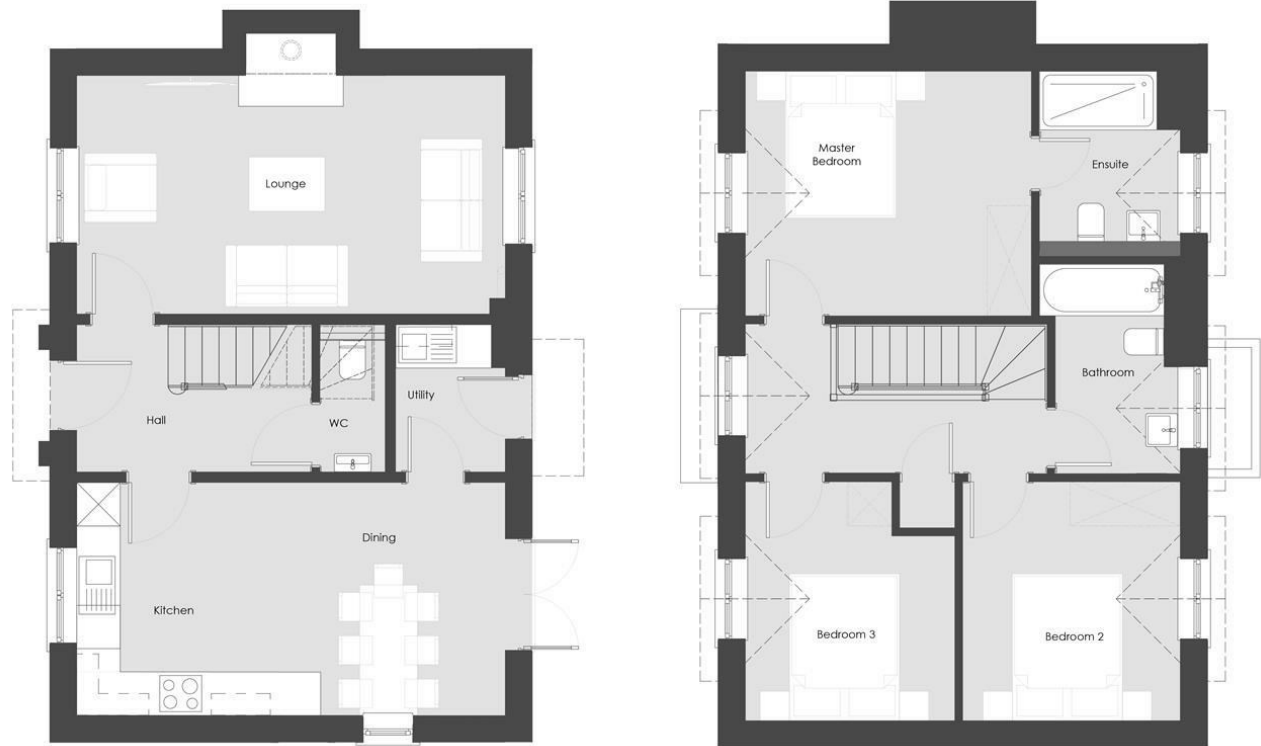 Lounge
Hall
WC
Utility
Dining
Kitchen
Master
Bedroom
Ensuite
Bathroom
Bedroom 3
Bedroom 2